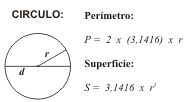 CIRCULO:
Perímetro:
P = 2 x (3,1416) x r
r
d
Superficie:
S = 3,1416 x r²